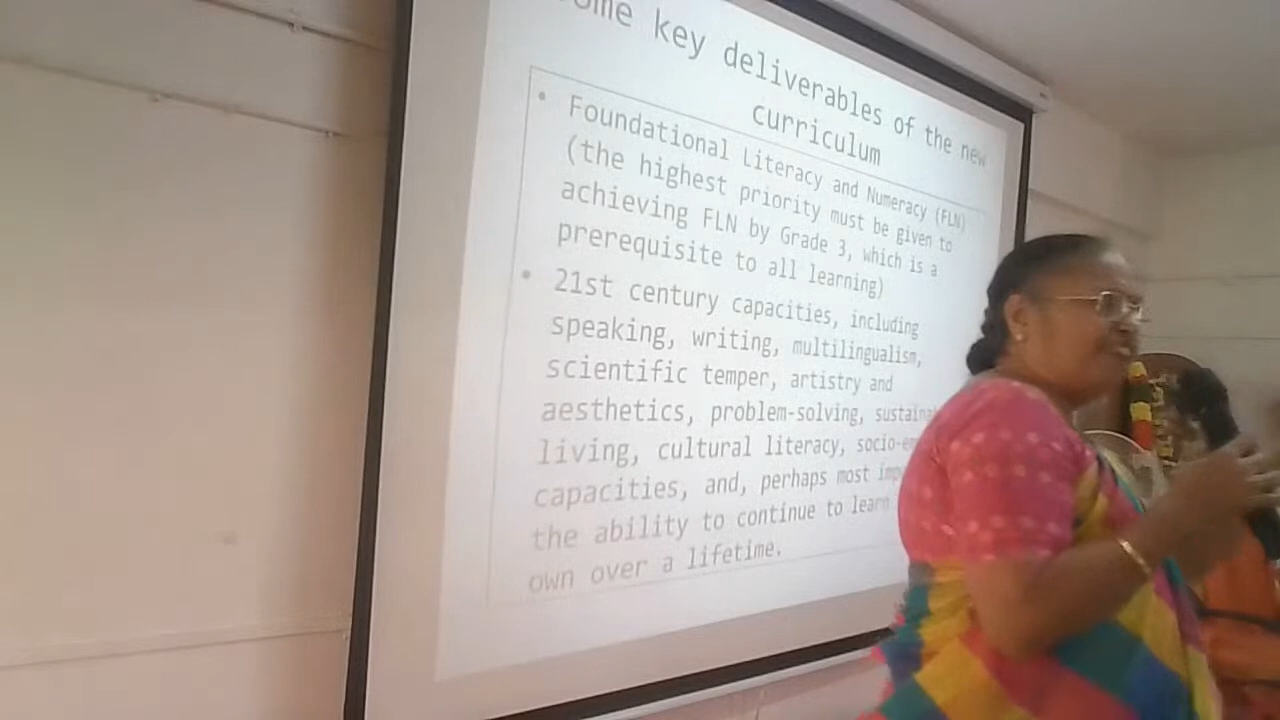 key deliverables of the new
curriculum
• Foundational Literacy and Numeracy (FLN)
(the highest priority must be given to
achieving FLN by Grade 3, which is a
prerequisite to all learning)
• 21st century capacities, including
speaking, writing, multilingualism,
scientific temper, artistry and
aesthetics, problem-solving,
living, cultural literacy,
capacities, and, perhaps most
the ability to continue to learn
own over a lifetime.